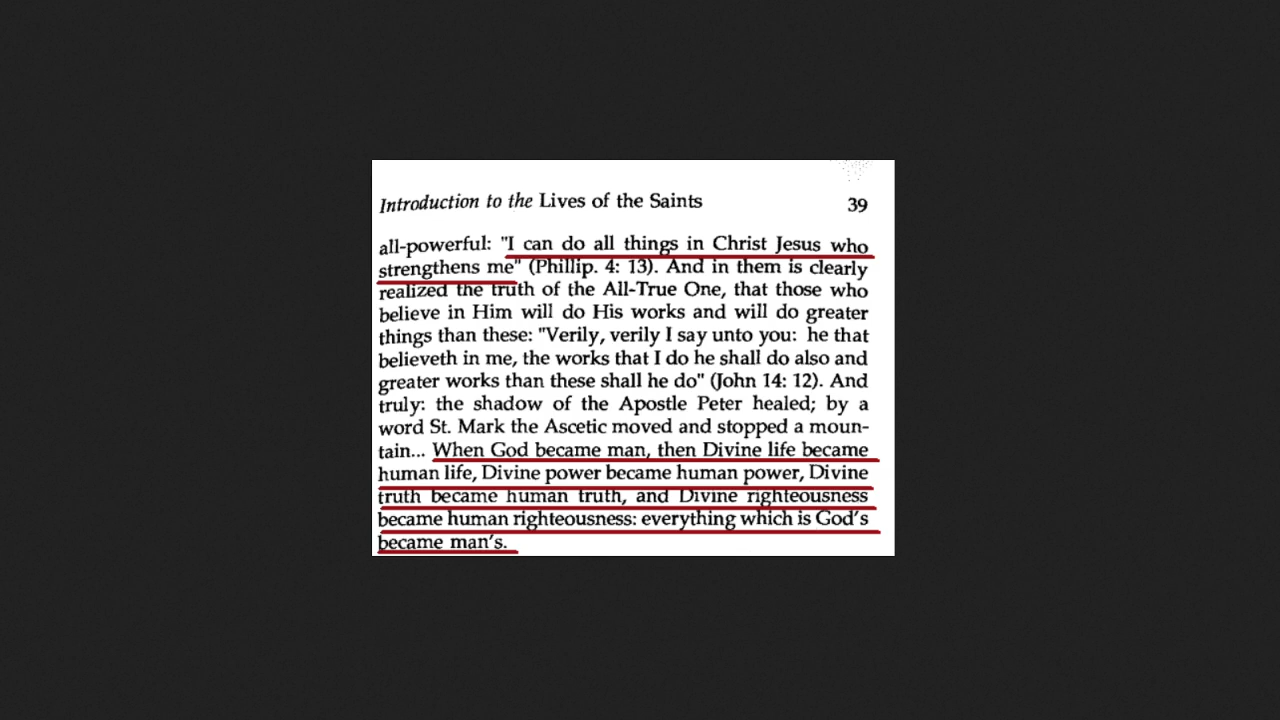 Introduction to the Lives of the Saints 39
all-powerful: "I can do all things in Christ Jesus who
strengthens me" (Phillip. 4: 13). And in them is clearly
realized the truth of the All-True One, that those who
believe in Him will do His works and will do greater
things than these: "Verily, verily I say unto you: he that
believeth in me, the works that I do he shall do also and
greater works than these shall he do" (John 14: 12). And
truly: the shadow of the Apostle Peter healed; by a
word St. Mark the Ascetic moved and stopped a moun-
tain... When God became man, then Divine life became
human life, Divine power became human power, Divine
truth became human truth, and Divine righteousness
became human righteousness: everything which is God's
became man's.